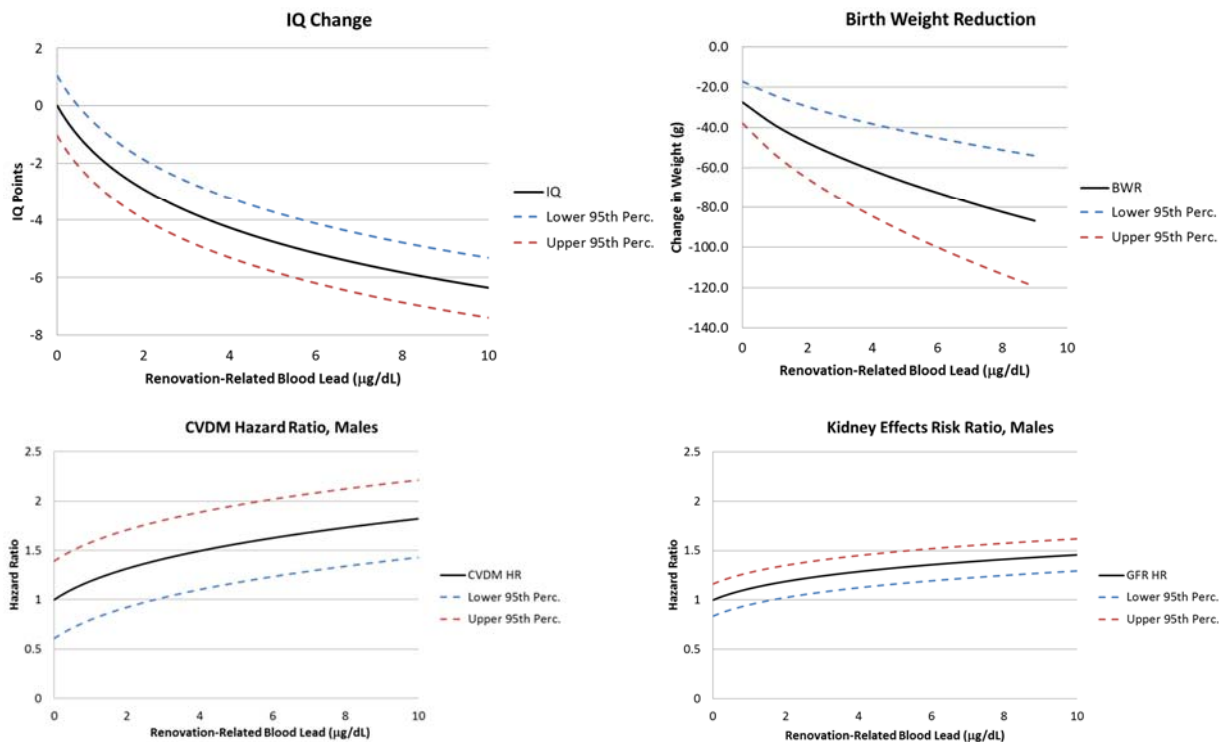 IQ Change
2
0
-2
-4
-6
-8
IQ Points
0 2 4 6 8 10
Renovation-Related Blood Lead (µg/dL)
IQ
Lower 95th Perc.
Upper 95th Perc.
Birth Weight Reduction
0.0
-20.0
-40.0
-60.0
-80.0
-100.0
-120.0
-140.0
Change in Weight (g)
0 2 4 6 8 10
Renovation-Related Blood Lead (µg/dL)
BWR
Lower 95th Perc.
Upper 95th Perc.
CVDM Hazard Ratio, Males
2.5
2
1.5
1
0.5
0
Hazard Ratio
0 2 4 6 8 10
Renovation-Related Blood Lead (µg/dL)
CVDM HR
Lower 95th Perc.
Upper 95th Perc.
Kidney Effects Risk Ratio, Males
2.5
2
1.5
1
0.5
0
Hazard Ratio
0 2 4 6 8 10
Renovation-Related Blood Lead (µg/dL)
GFR HR
Lower 95th Perc.
Upper 95th Perc.